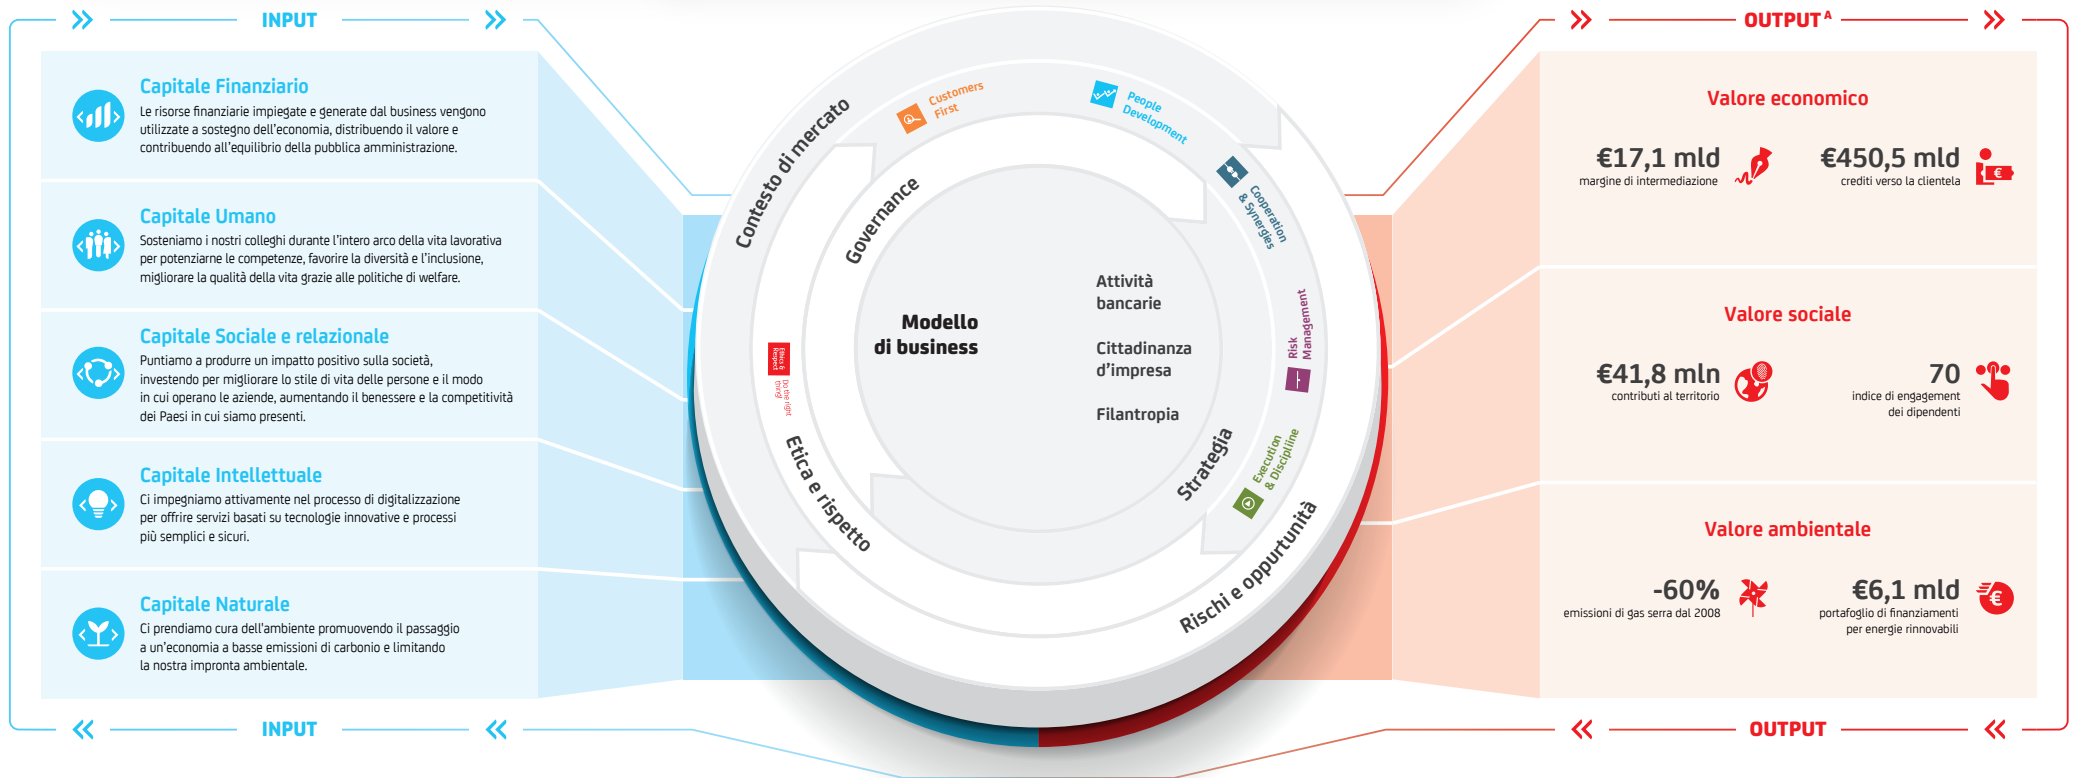 INPUT
Capitale Finanziario
Le risorse finanziarie impiegate e generate dal business vengono
utilizzate a sostegno dell'economia, distribuendo il valore e
contribuendo all'equilibrio della pubblica amministrazione.
Capitale Umano
Sosteniamo i nostri colleghi durante l'intero arco della vita lavorativa
per potenziarne le competenze, favorire la diversità e l'inclusione,
migliorare la qualità della vita grazie alle politiche di welfare.
Capitale Sociale e relazionale
Puntiamo a produrre un impatto positivo sulla società,
investendo per migliorare lo stile di vita delle persone e il modo
in cui operano le aziende, aumentando il benessere e la competitività
dei Paesi in cui siamo presenti.
Capitale Intellettuale
Ci impegniamo attivamente nel processo di digitalizzazione
per offrire servizi basati su tecnologie innovative e processi
più semplici e sicuri.
Capitale Naturale
Ci prendiamo cura dell'ambiente promuovendo il passaggio
a un'economia a basse emissioni di carbonio e limitando
la nostra impronta ambientale.
INPUT
Contesto di mercato
Customers
First
People
Development
Cooperation
& Synergies
Risk
Management
Execution
& Discipliine
Rischi e oppurtunità
Ethics &
Respect
Do the right
thing!
Etica e rispetto
Governance
Strategia
Modello
di business
Attività
bancarie
Cittadinanza
d'impresa
Filantropia
OUTPUT A
Valore economico
€17,1 mld
margine di intermediazione
€450,5 mld
crediti verso la clientela
Valore sociale
€41,8 mln
contributi al territorio
70
indice di engagement
dei dipendenti
Valore ambientale
-60%
emissioni di gas serra dal 2008
€6,1 mld
portafoglio di finanziamenti
per energie rinnovabili
OUTPUT